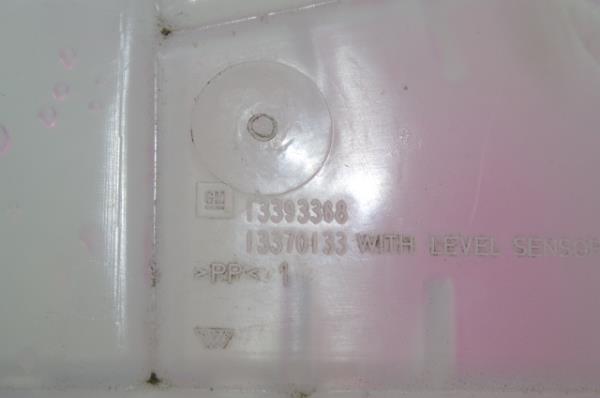 GM
13393368
13370133 WITH LEVEL SENSOR
>PP< 1